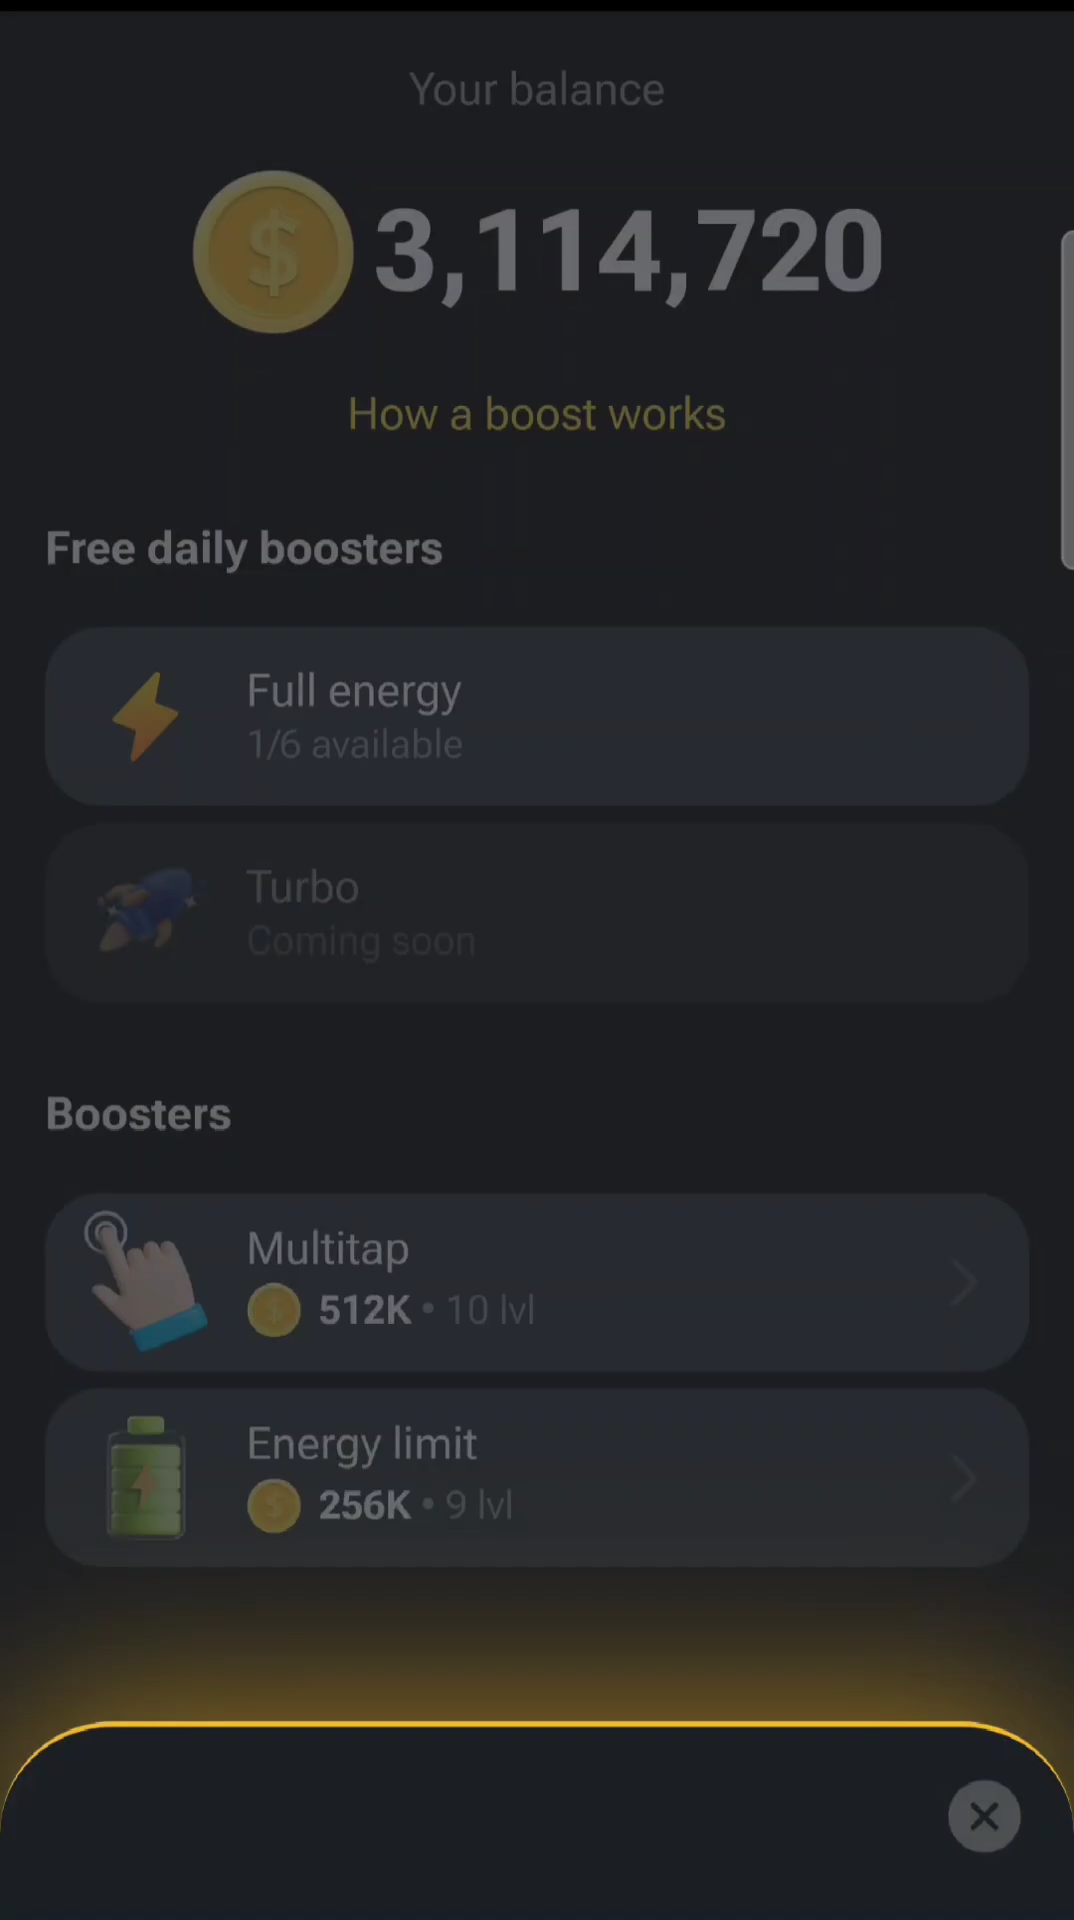 Your balance
3,114,720
How a boost works
Free daily boosters
Full energy
1/6 available
Turbo
Coming soon
Boosters
Multitap
512K • 10 lvl
Energy limit
256K • 9 lvl